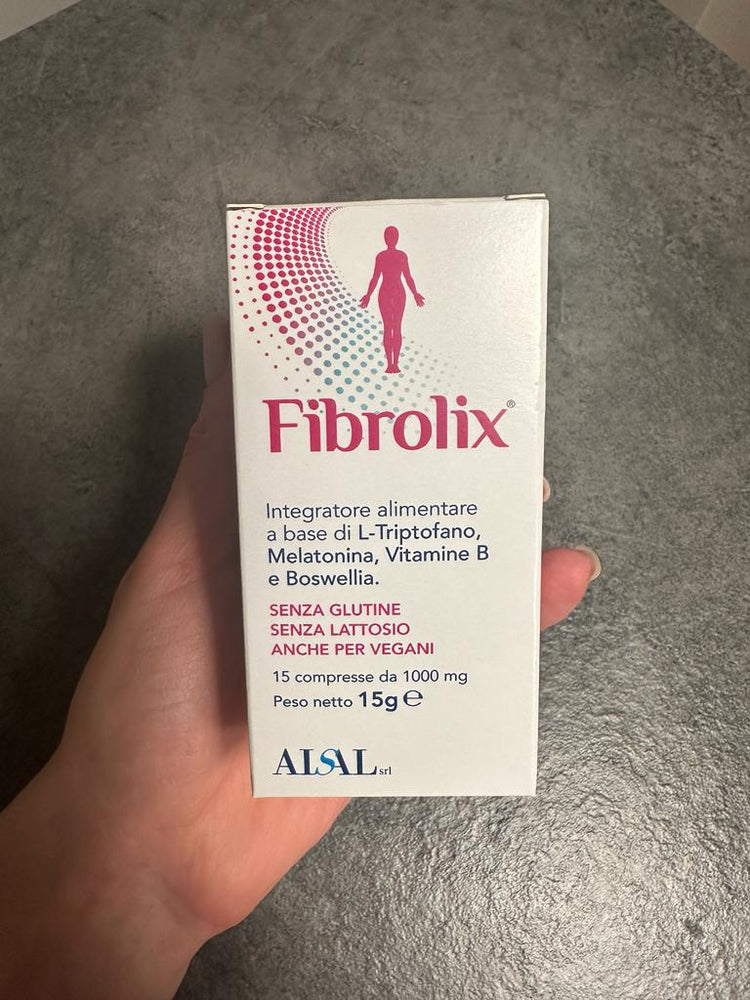 Fibrolix®
Integratore alimentare
a base di L-Triptofano,
Melatonina, Vitamine B
e Boswellia.
SENZA GLUTINE
SENZA LATTOSIO
ANCHE PER VEGANI
15 compresse da 1000 mg
Peso netto 15g ℮
ALSAL srl